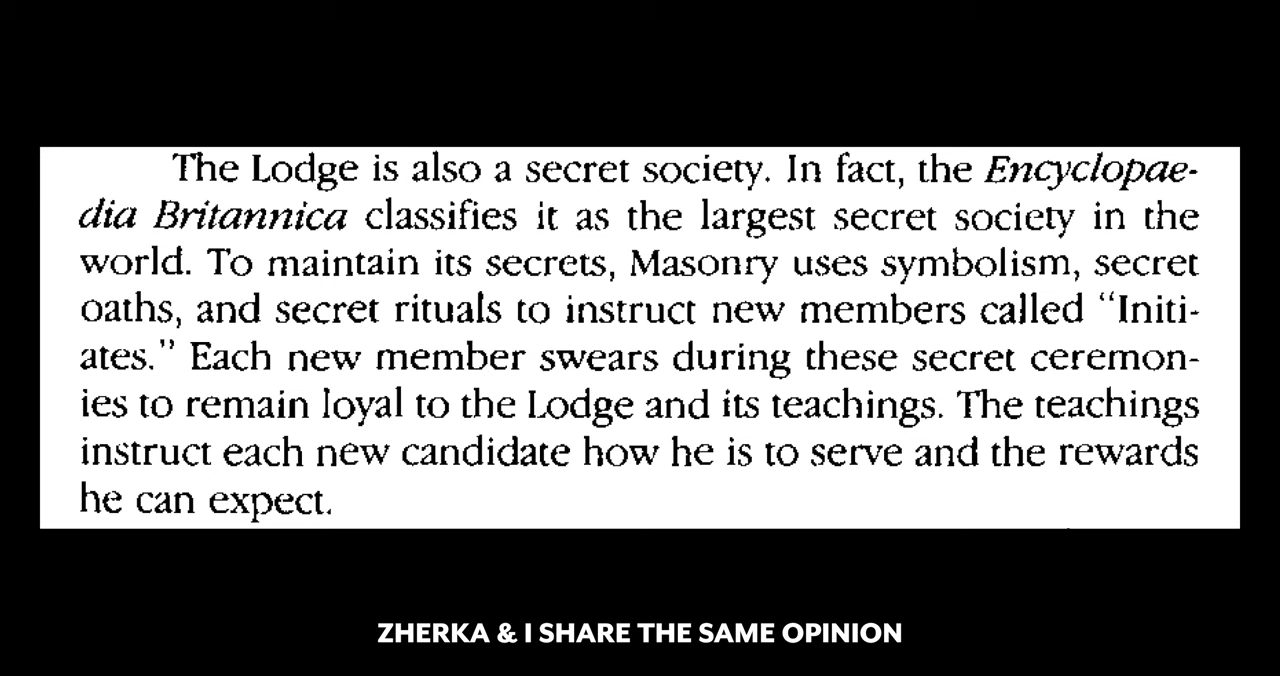 The Lodge is also a secret society. In fact, the Encyclopae-
dia Britannica classifies it as the largest secret society in the
world. To maintain its secrets, Masonry uses symbolism, secret
oaths, and secret rituals to instruct new members called “Initi-
ates.” Each new member swears during these secret ceremon-
ies to remain loyal to the Lodge and its teachings. The teachings
instruct each new candidate how he is to serve and the rewards
he can expect.
ZHERKA & I SHARE THE SAME OPINION